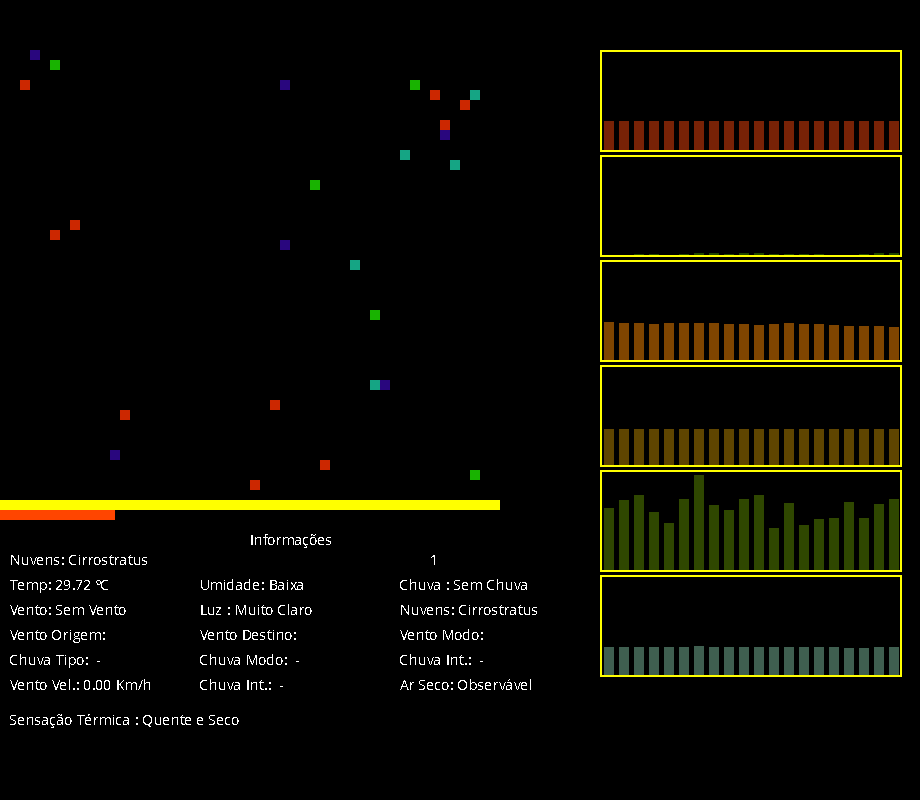 Informações
Nuvens: Cirrostratus 1
Temp: 29.72 ºC Umidade: Baixa Chuva : Sem Chuva
Vento: Sem Vento Luz : Muito Claro Nuvens: Cirrostratus
Vento Origem: Vento Destino: Vento Modo:
Chuva Tipo: - Chuva Modo: - Chuva Int.: -
Vento Vel.: 0.00 Km/h Chuva Int.: - Ar Seco: Observável
Sensação Térmica : Quente e Seco